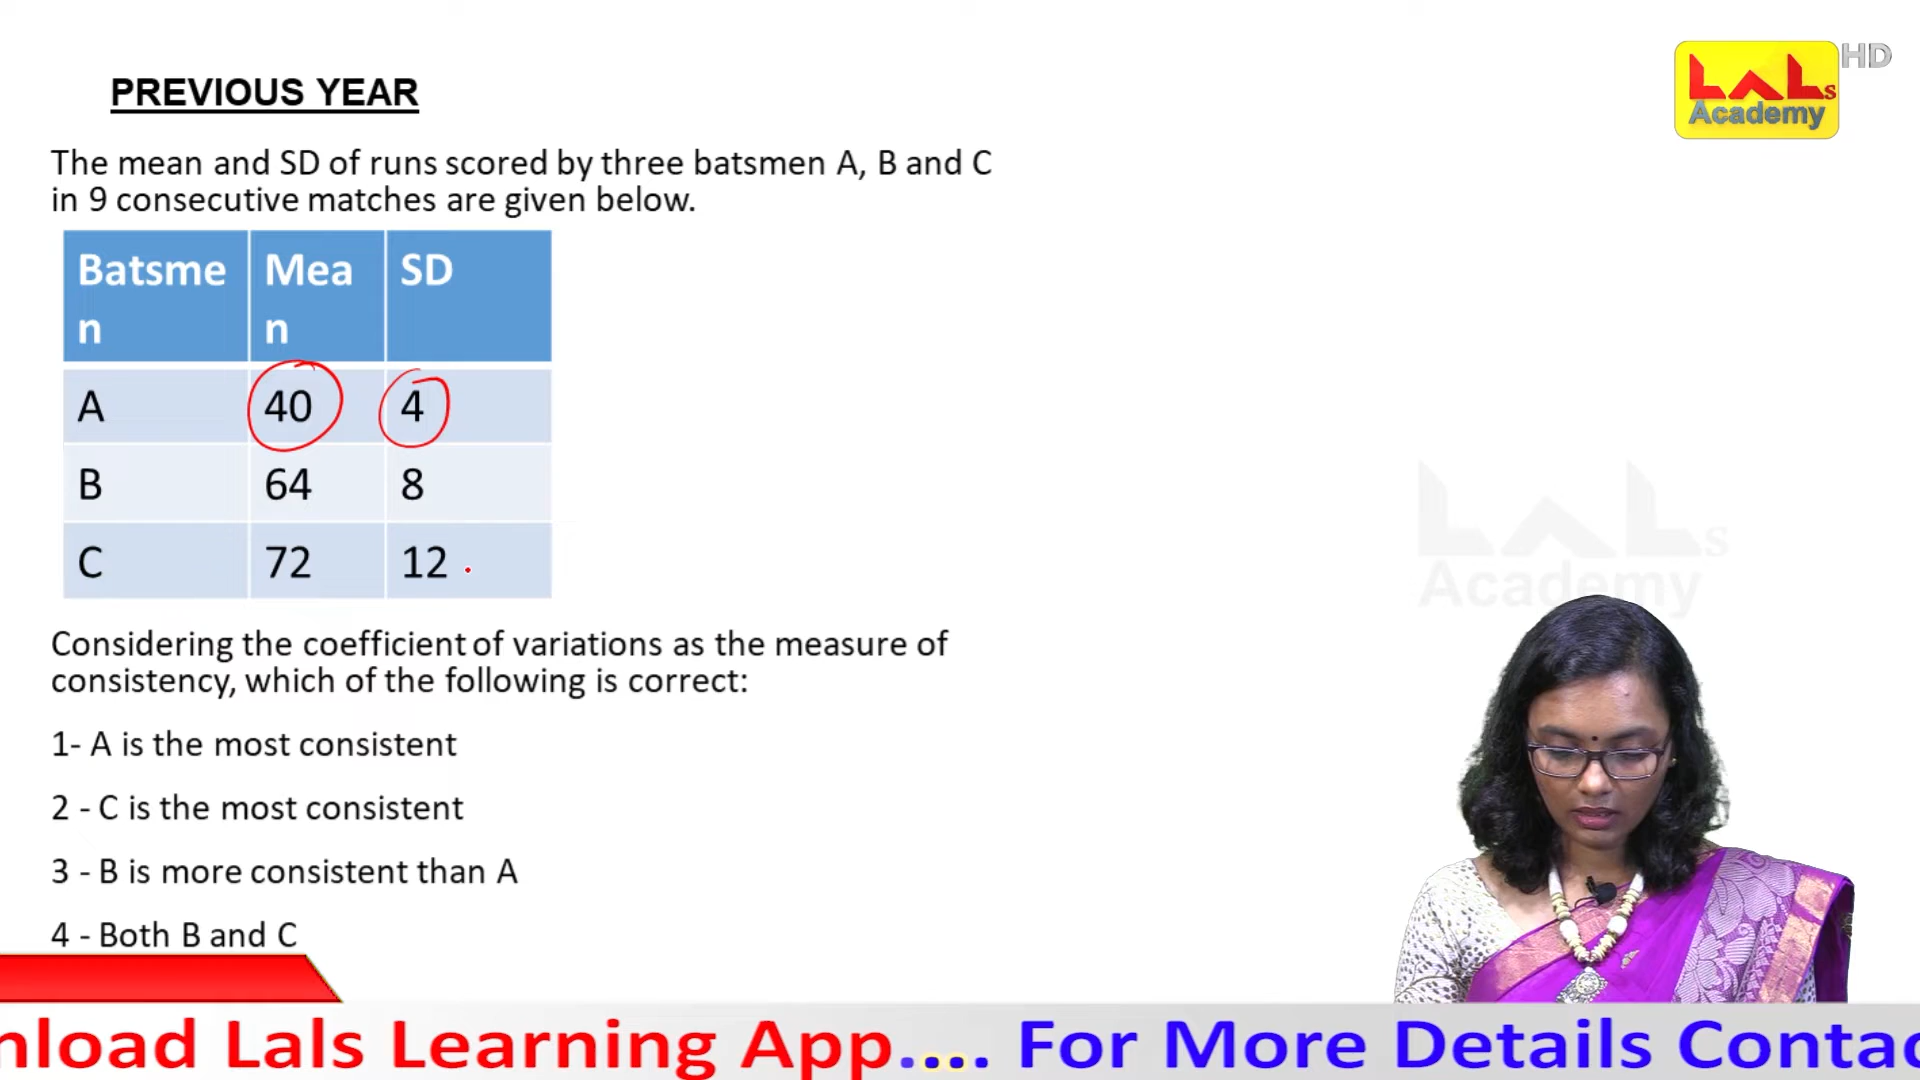 PREVIOUS YEAR
LALs
Academy
HD
The mean and SD of runs scored by three batsmen A, B and C
in 9 consecutive matches are given below.
Batsme
n
Mea
n
SD
A 40 4
B 64 8
C 72 12
LALs
Academy
Considering the coefficient of variations as the measure of
consistency, which of the following is correct:
1- A is the most consistent
2 - C is the most consistent
3 - B is more consistent than A
4 - Both B and C
nload Lals Learning App.... For More Details Contac